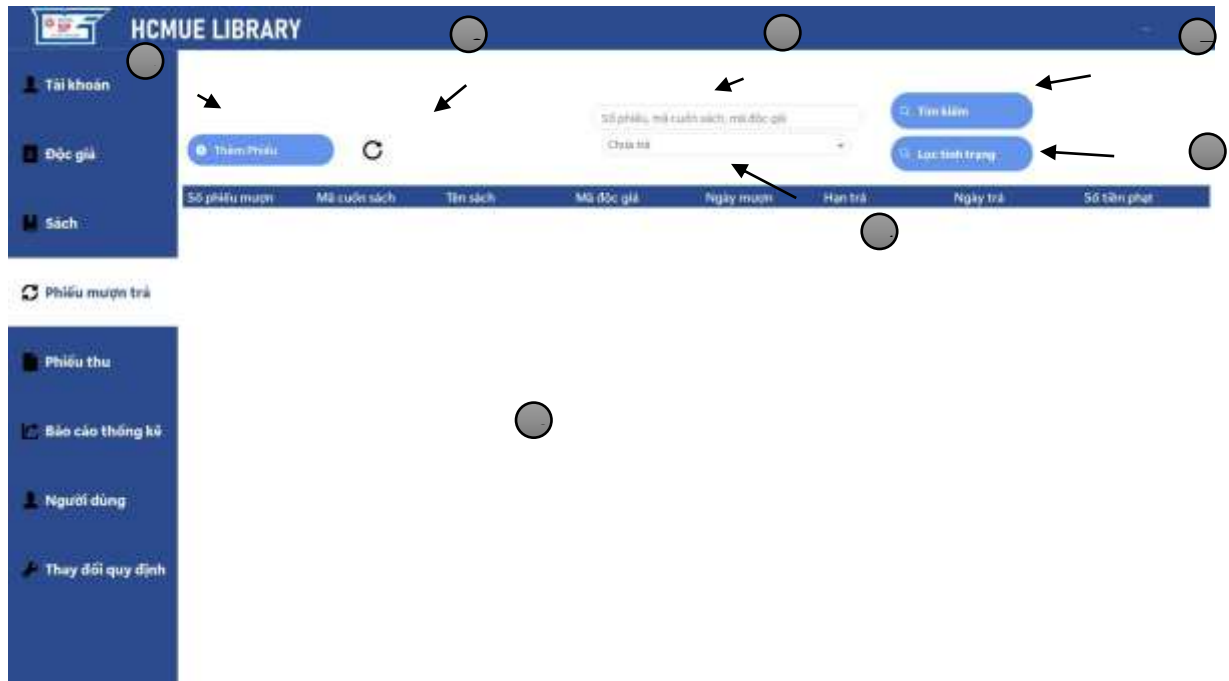 HCMUE LIBRARY
Tài khoản
Độc giả
Sách
Phiếu mượn trả
Phiếu thu
Báo cáo thống kê
Người dùng
Thay đổi quy định
Số phiếu, mã cuốn sách, mã độc giả
Tìm kiếm
Thêm Phiếu
Chưa trả
Lọc tình trạng
Số phiếu mượn Mã cuốn sách Tên sách Mã độc giả Ngày mượn Hạn trả Ngày trả Số tiền phạt